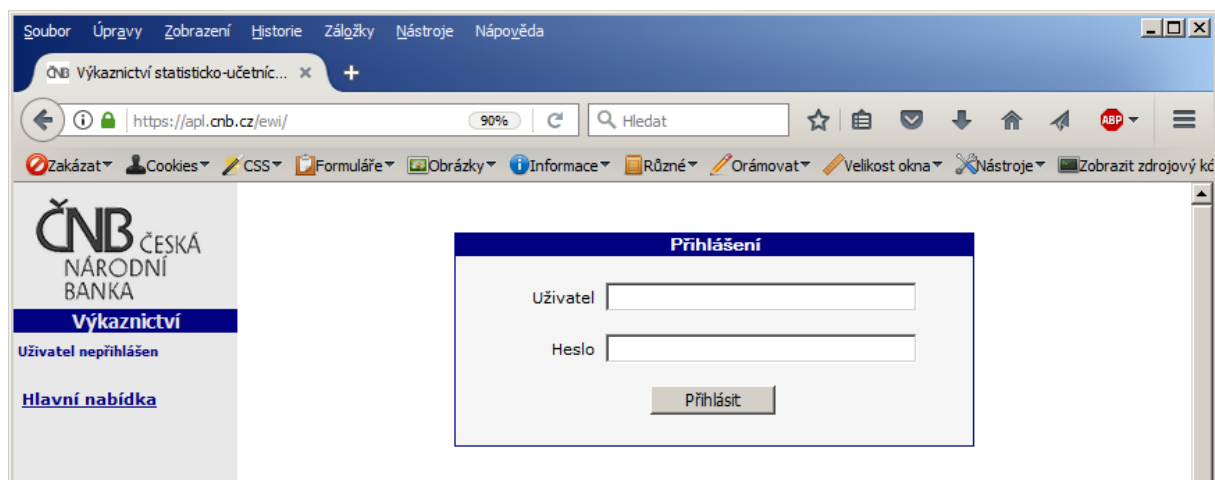 Soubor Úpravy Zobrazení Historie Záložky Nástroje Nápověda
ČNB Výkaznictví statisticko-učetníc...
https://apl.cnb.cz/ewi/ 90% Hledat ABP
Zakázat Cookies CSS Formuláře Obrázky Informace Různé Orámovat Velikost okna Nástroje Zobrazit zdrojový kó
ČNB ČESKÁ
NÁRODNÍ
BANKA
Výkaznictví
Uživatel nepřihlášen
Hlavní nabídka
Přihlášení
Uživatel
Heslo
Přihlásit